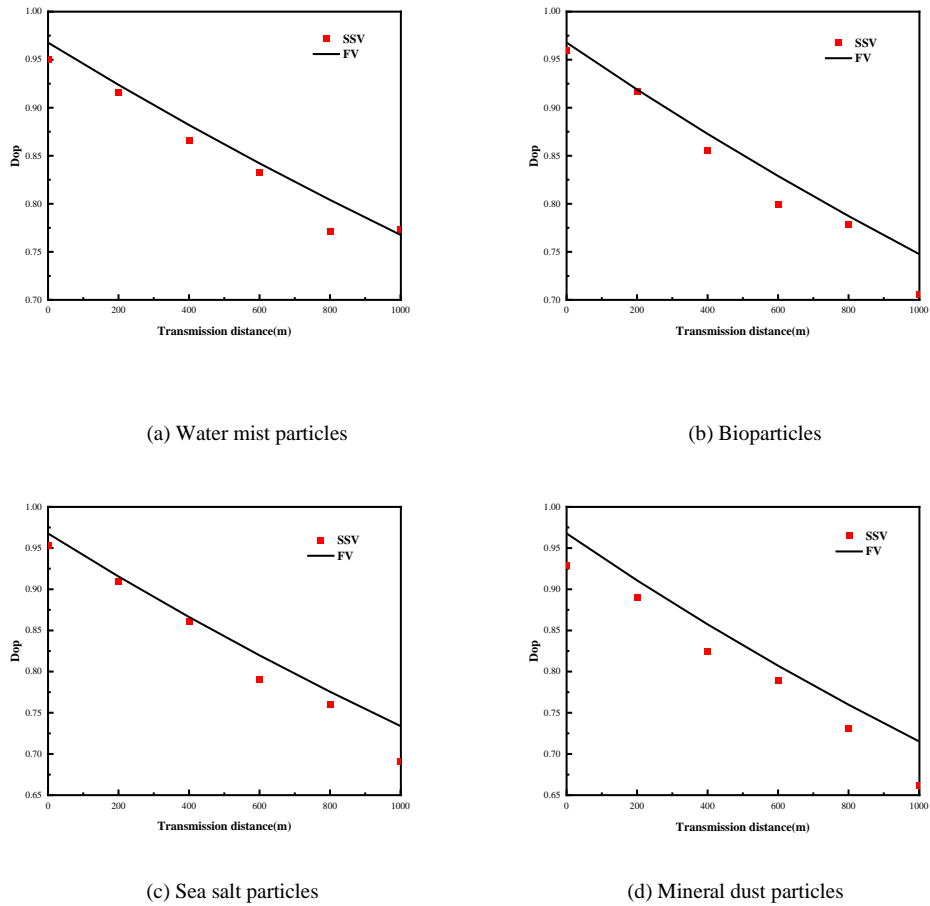 1.00
0.95
0.90
0.85
0.80
0.75
0.70
Dop
SSV
FV
0 200 400 600 800 1000
Transmission distance(m)
(a) Water mist particles
1.00
0.95
0.90
0.85
0.80
0.75
0.70
Dop
SSV
FV
0 200 400 600 800 1000
Transmission distance(m)
(b) Bioparticles
1.00
0.95
0.90
0.85
0.80
0.75
0.70
0.65
Dop
SSV
FV
0 200 400 600 800 1000
Transmission distance(m)
(c) Sea salt particles
1.00
0.95
0.90
0.85
0.80
0.75
0.70
0.65
Dop
SSV
FV
0 200 400 600 800 1000
Transmission distance(m)
(d) Mineral dust particles